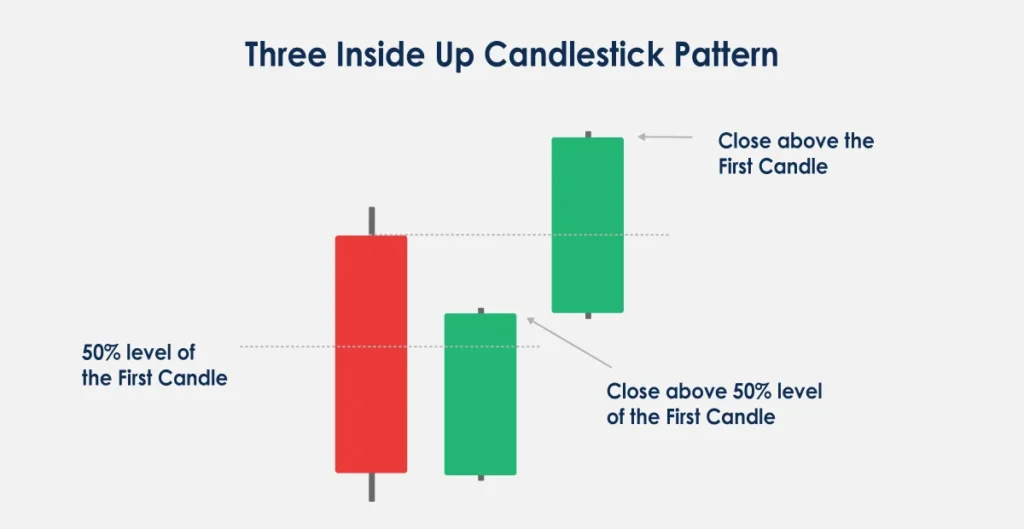 Three Inside Up Candlestick Pattern
Close above the
First Candle
50% level of
the First Candle
Close above 50% level
of the First Candle